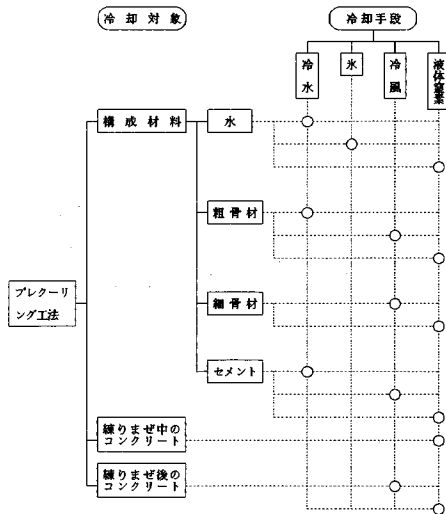 冷却対象
冷却手段
冷水
氷
冷風
液体窒素
構成材料
水
粗骨材
細骨材
セメント
プレクーリ
ング工法
練りまぜ中の
コンクリート
練りまぜ後の
コンクリート